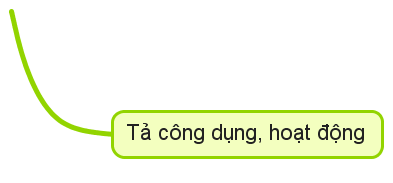 Tả công dụng, hoạt động